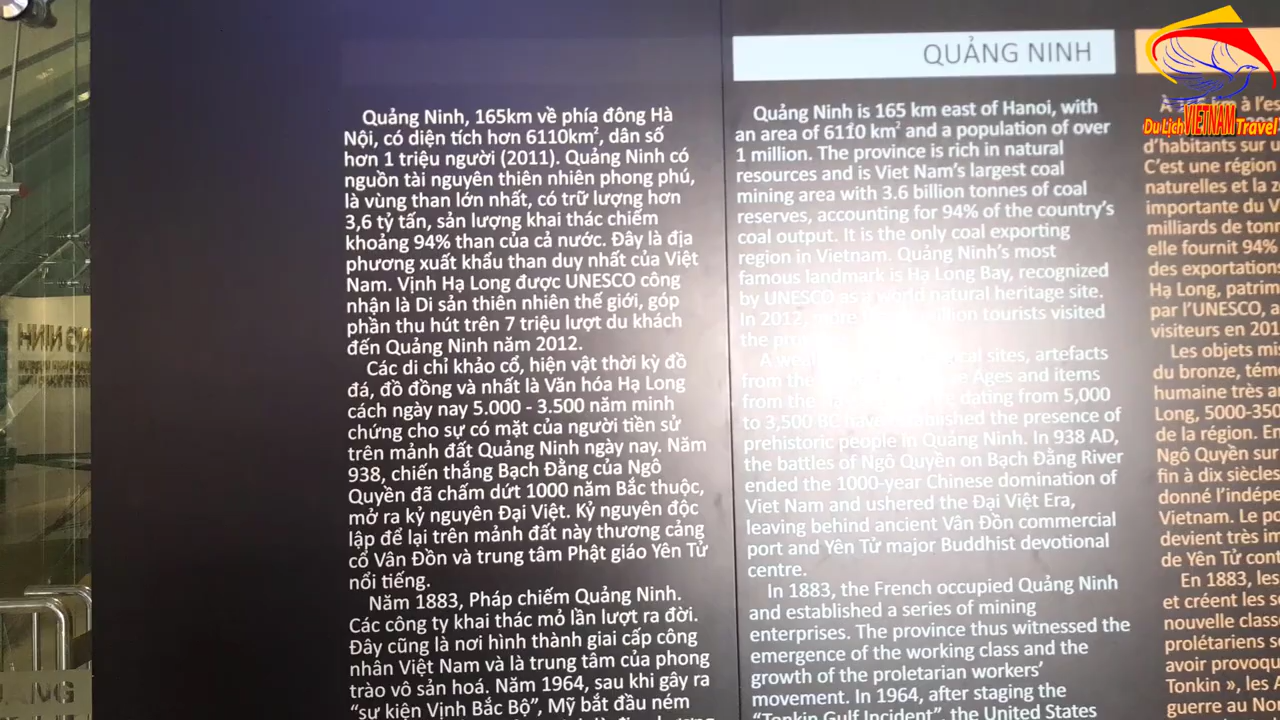 QUẢNG NINH
Du Lịch VIETNAM Travel
Quảng Ninh, 165km về phía đông Hà
Nội, có diện tích hơn 6110km², dân số
hơn 1 triệu người (2011). Quảng Ninh có
nguồn tài nguyên thiên nhiên phong phú,
là vùng than lớn nhất, có trữ lượng hơn
3,6 tỷ tấn, sản lượng khai thác chiếm
khoảng 94% than của cả nước. Đây là địa
phương xuất khẩu than duy nhất của Việt
Nam. Vịnh Hạ Long được UNESCO công
nhận là Di sản thiên nhiên thế giới, góp
phần thu hút trên 7 triệu lượt du khách
đến Quảng Ninh năm 2012.
Các di chỉ khảo cổ, hiện vật thời kỳ đồ
đá, đồ đồng và nhất là Văn hóa Hạ Long
cách ngày nay 5.000 - 3.500 năm minh
chứng cho sự có mặt của người tiền sử
trên mảnh đất Quảng Ninh ngày nay. Năm
938, chiến thắng Bạch Đằng của Ngô
Quyền đã chấm dứt 1000 năm Bắc thuộc,
mở ra kỷ nguyên Đại Việt. Kỷ nguyên độc
lập để lại trên mảnh đất này thương cảng
cổ Vân Đồn và trung tâm Phật giáo Yên Tử
nổi tiếng.
Năm 1883, Pháp chiếm Quảng Ninh.
Các công ty khai thác mỏ lần lượt ra đời.
Đây cũng là nơi hình thành giai cấp công
nhân Việt Nam và là trung tâm của phong
trào vô sản hoá. Năm 1964, sau khi gây ra
“sự kiện Vịnh Bắc Bộ”, Mỹ bắt đầu ném
Quảng Ninh is 165 km east of Hanoi, with
an area of 6110 km² and a population of over
1 million. The province is rich in natural
resources and is Viet Nam’s largest coal
mining area with 3.6 billion tonnes of coal
reserves, accounting for 94% of the country’s
coal output. It is the only coal exporting
region in Vietnam. Quảng Ninh’s most
famous landmark is Hạ Long Bay, recognized
by UNESCO as a world natural heritage site.
In 2012, tourists visited
the
A sites, artefacts
from the Ages and items
from the dating from 5,000
to 3,500 BC have established the presence of
prehistoric people in Quảng Ninh. In 938 AD,
the battles of Ngô Quyền on Bạch Đằng River
ended the 1000-year Chinese domination of
Viet Nam and ushered the Đại Việt Era,
leaving behind ancient Vân Đồn commercial
port and Yên Tử major Buddhist devotional
centre.
In 1883, the French occupied Quảng Ninh
and established a series of mining
enterprises. The province thus witnessed the
emergence of the working class and the
growth of the proletarian workers’
movement. In 1964, after staging the
“Tonkin Gulf Incident”, the United States
d’habitants sur
C’est une région
naturelles et la
importante du
milliards de
elle fournit 94%
des exportations
Hạ Long,
par l’UNESCO,
visiteurs en
Les objets
du bronze,
humaine très
Long,
de la région.
Ngô Quyền sur
fin à dix siècles
donné
Vietnam. Le
devient très
de Yên Tử
En 1883, les
et créent les
nouvelle
prolétariens
avoir
Tonkin », les
guerre au